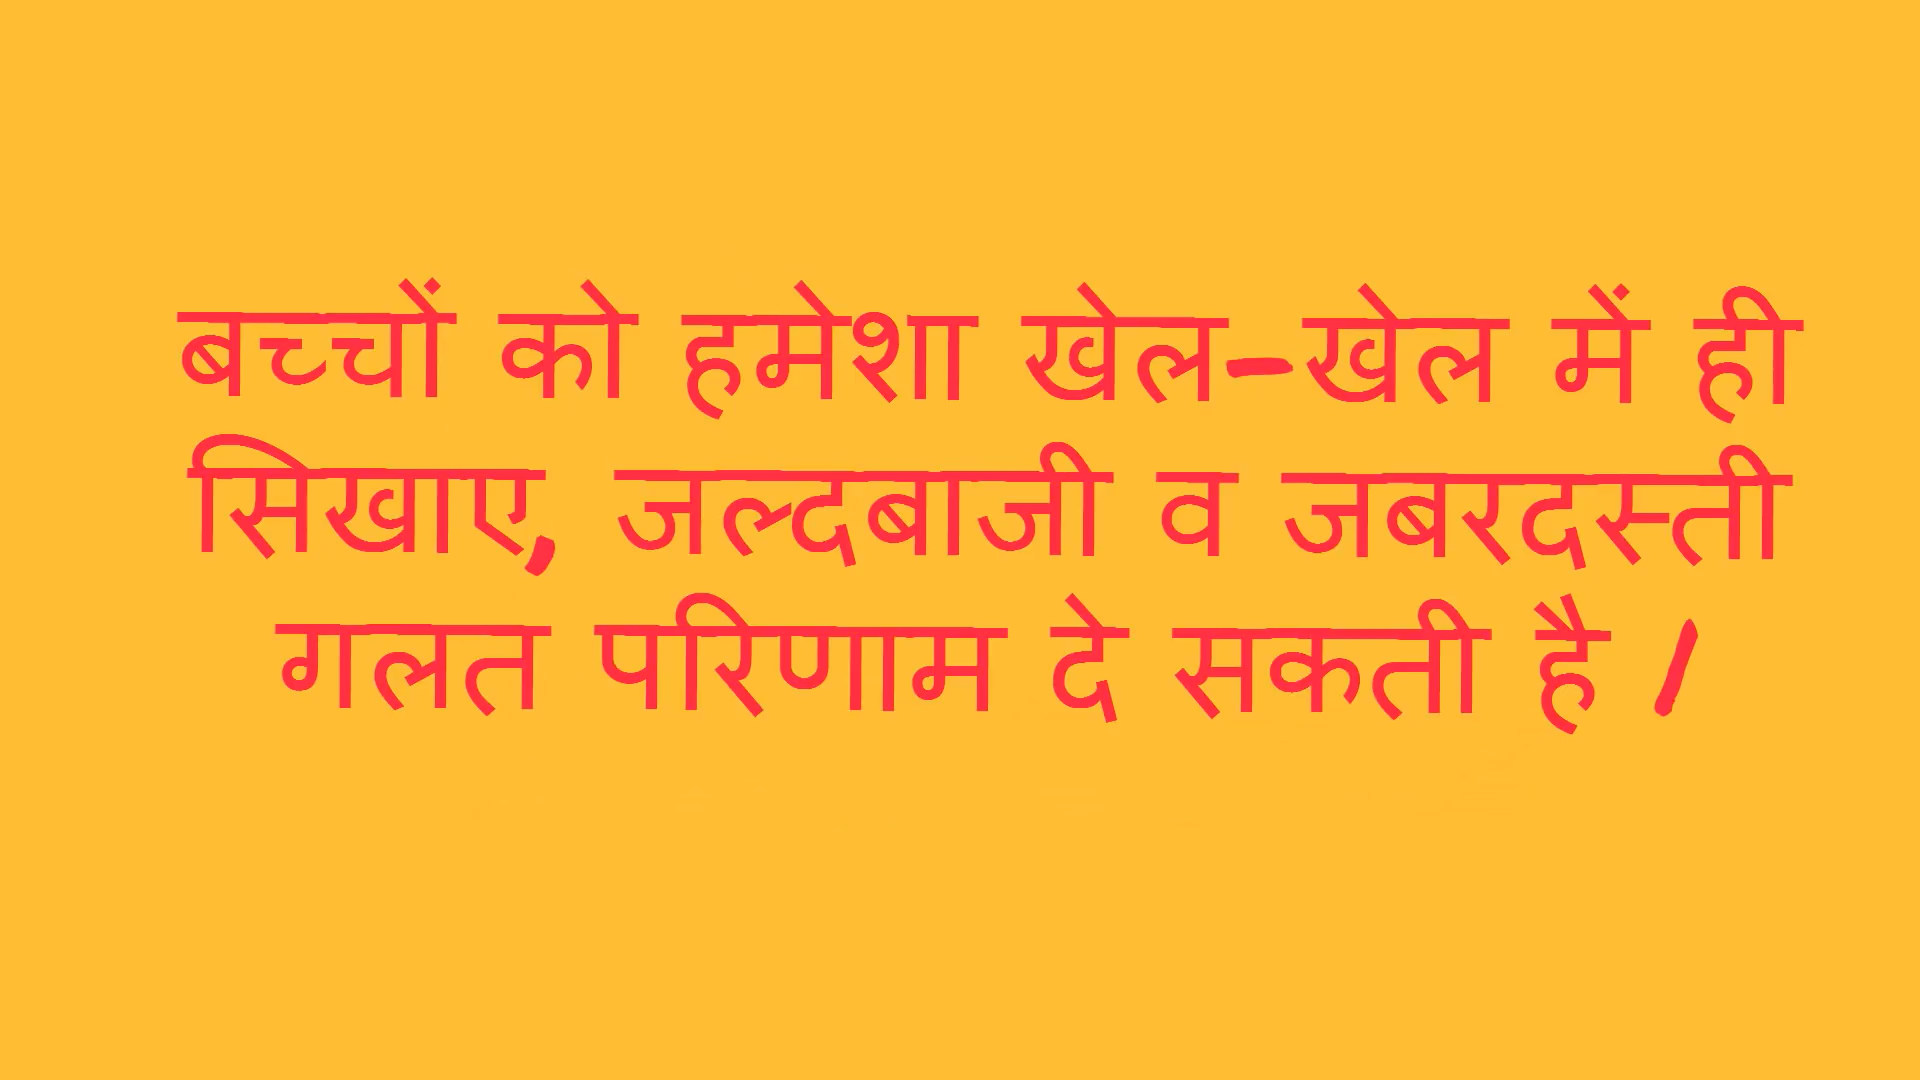 बच्चों को हमेशा खेल-खेल में ही
सिखाए, जल्दबाजी व जबरदस्ती
गलत परिणाम दे सकती है /